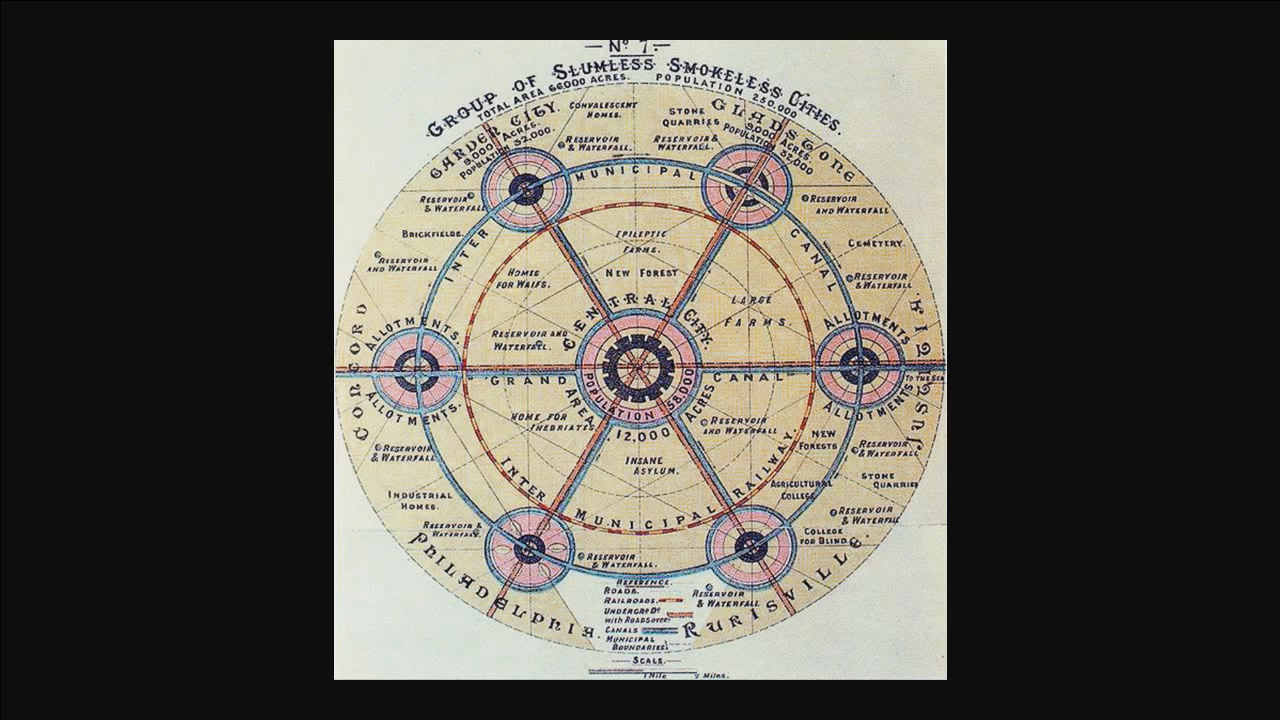 Nº 7.
GROUP OF SLUMLESS SMOKELESS CITIES.
TOTAL AREA 66000 ACRES. POPULATION 250,000
GARDEN CITY.
9,000 ACRES.
POPULATION 32,000.
CONVALESCENT
HOMES.
STONE
QUARRIES
GLADSTONE
9,000 ACRES.
POPULATION 32,000
RESERVOIR
& WATERFALL.
RESERVOIR &
WATERFALL.
INTER MUNICIPAL CANAL
RESERVOIR
& WATERFALL
RESERVOIR
AND WATERFALL
BRICKFIELDS.
EPILEPTIC
FARMS.
CEMETERY.
RESERVOIR
AND WATERFALL
HOMES
FOR WAIFS.
NEW FOREST
RESERVOIR
& WATERFALL.
LARGE
FARMS.
CONCORD
JUSTITIA
ALLOTMENTS.
RESERVOIR AND
WATERFALL.
CENTRAL CITY.
ALLOTMENTS
GRAND CANAL
TO THE SEA
POPULATION 58,000
AREA 12,000 ACRES
ALLOTMENTS.
ALLOTMENTS
HOME FOR
INEBRIATES.
RESERVOIR
AND WATERFALL
NEW
FORESTS
RESERVOIR
& WATERFALL
RESERVOIR
& WATERFALL
INSANE
ASYLUM.
STONE
QUARRIES
INTER MUNICIPAL RAILWAY
AGRICULTURAL
COLLEGE
INDUSTRIAL
HOMES.
RESERVOIR
& WATERFALL
RESERVOIR &
WATERFALL.
COLLEGE
FOR BLIND.
RESERVOIR
& WATERFALL.
PHILADELPHIA.
RURISVILLE.
RESERVOIR
& WATERFALL
REFERENCE.
ROADS.
RAILROADS.
UNDERGRDº
with ROADS over
CANALS
MUNICIPAL
BOUNDARIES
SCALE.
1 Mile 2 Miles.